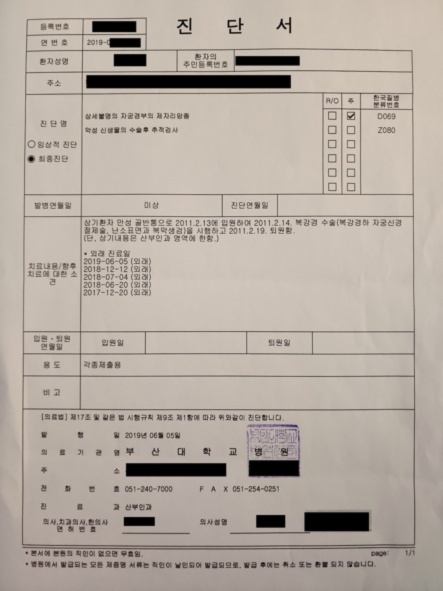 진 단 서
등록번호
연 번 호 2019-
환자성명 환자의 주민등록번호
주소
진 단 명
○ 임상적 진단
● 최종진단
R/O 주 한국질병 분류번호
상세불명의 자궁경부의 제자리암종 D069
악성 신생물의 수술후 추적검사 Z080
발병연월일 미상 진단연월일
치료내용/향후 치료에 대한 소견
상기환자 만성 골반통으로 2011.2.13에 입원하여 2011.2.14. 복강경 수술(복강경하 자궁신경
절제술, 난소표면과 복막생검)을 시행하고 2011.2.19. 퇴원함.
(단, 상기내용은 산부인과 영역에 한함.)
* 외래 진료일
2019-06-05 (외래)
2018-12-12 (외래)
2018-07-04 (외래)
2018-06-20 (외래)
2017-12-20 (외래)
입원 - 퇴원 연월일 입원일 퇴원일
용 도 각종제출용
비 고
[의료법] 제17조 및 같은 법 시행규칙 제9조 제1항에 따라 위와같이 진단합니다.
발 행 일 2019년 06월 05일
의 료 기 관 명 부 산 대 학 교 병 원
주 소
전 화 번 호 051-240-7000 F A X 051-254-0251
진 료 과 산부인과
의사,치과의사,한의사 면 허 번 호 의사성명
* 본서에 본원의 직인이 없으면 무효임. page: 1/1
* 병원에서 발급되는 모든 제증명 서류는 직인이 날인되어 발급되므로, 발급 후에는 취소 또는 환불 되지 않습니다.